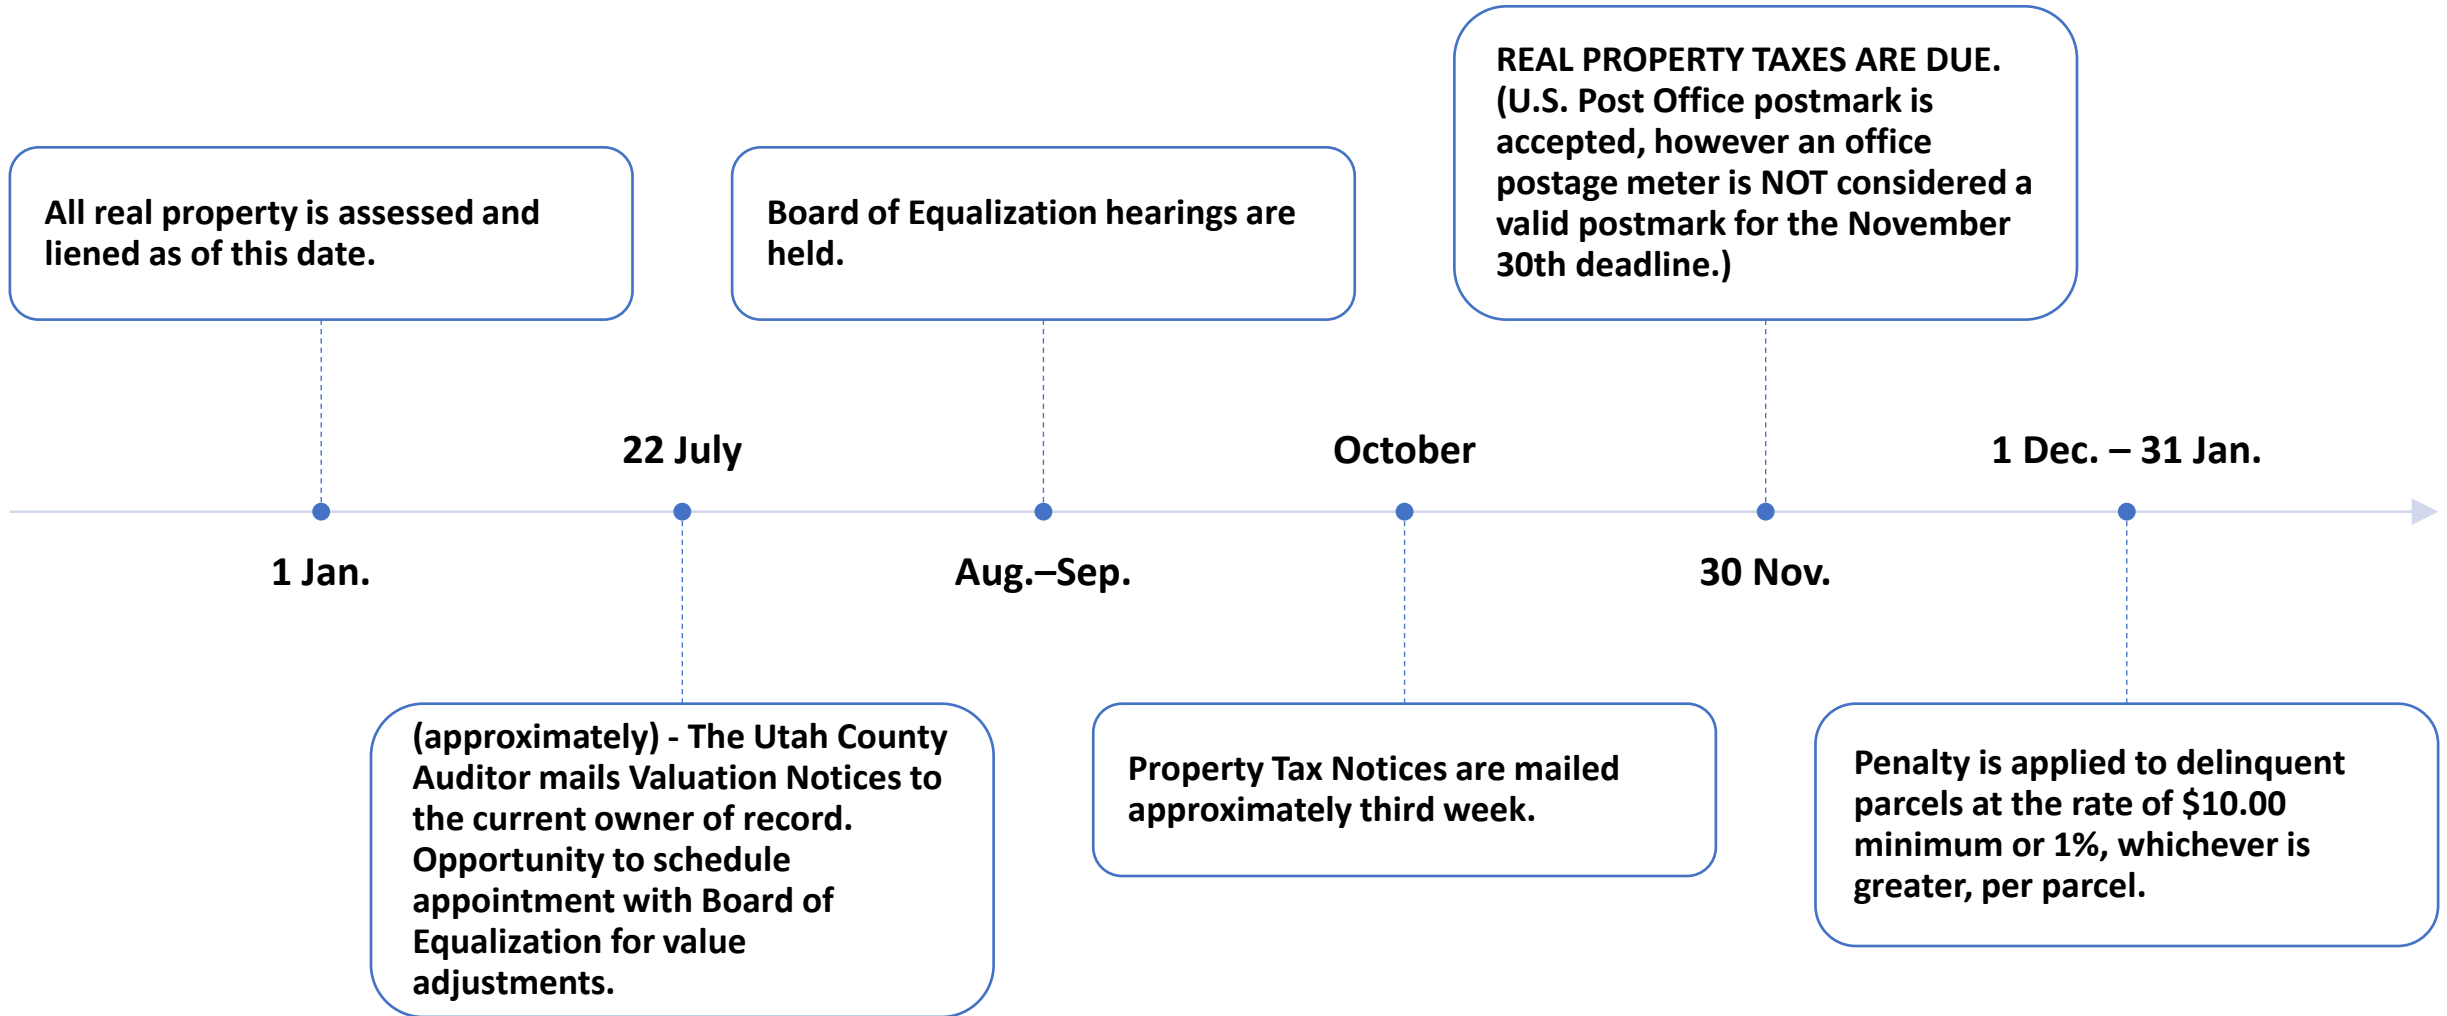 All real property is assessed and
liened as of this date.
1 Jan.
22 July
(approximately) - The Utah County
Auditor mails Valuation Notices to
the current owner of record.
Opportunity to schedule
appointment with Board of
Equalization for value
adjustments.
Board of Equalization hearings are
held.
Aug.–Sep.
October
Property Tax Notices are mailed
approximately third week.
REAL PROPERTY TAXES ARE DUE.
(U.S. Post Office postmark is
accepted, however an office
postage meter is NOT considered a
valid postmark for the November
30th deadline.)
30 Nov.
1 Dec. – 31 Jan.
Penalty is applied to delinquent
parcels at the rate of $10.00
minimum or 1%, whichever is
greater, per parcel.